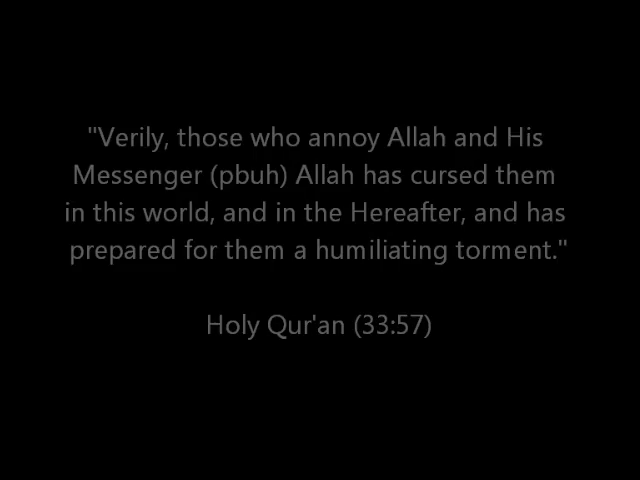 "Verily, those who annoy Allah and His
Messenger (pbuh) Allah has cursed them
in this world, and in the Hereafter, and has
prepared for them a humiliating torment."
Holy Qur'an (33:57)